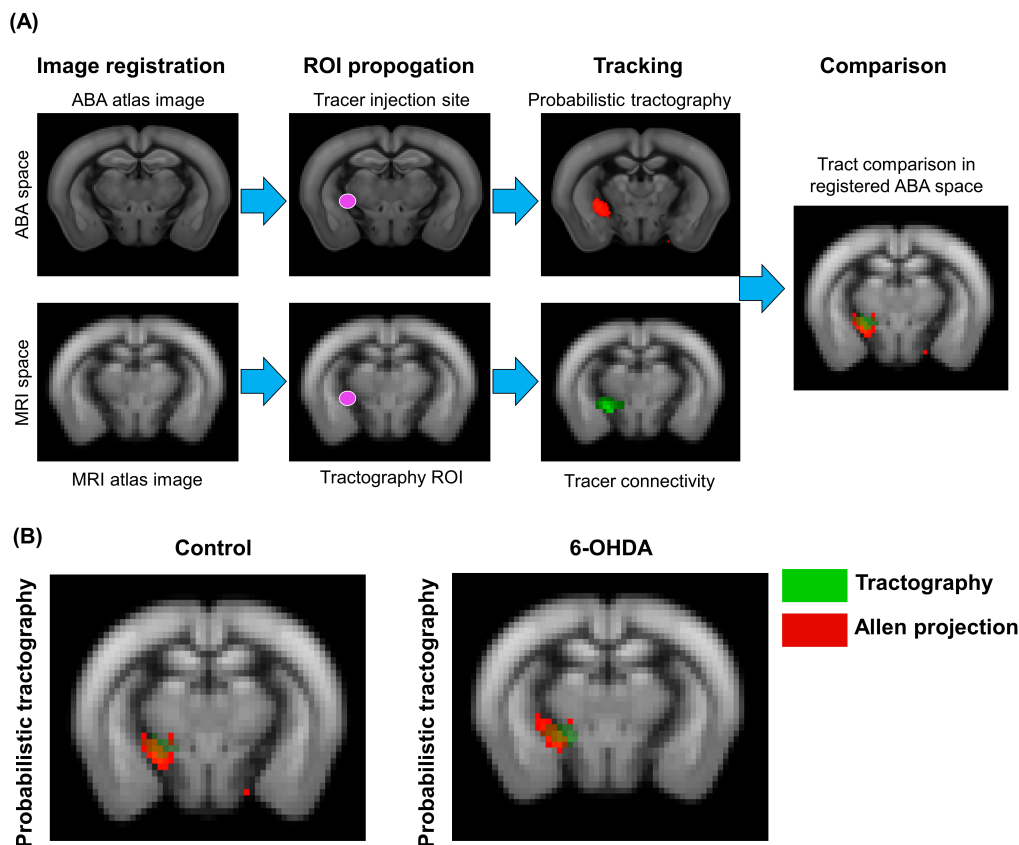 (A)
Image registration
ROI propogation
Tracking
Comparison
ABA atlas image
Tracer injection site
Probabilistic tractography
ABA space
Tract comparison in
registered ABA space
MRI space
MRI atlas image
Tractography ROI
Tracer connectivity
(B)
Control
6-OHDA
Probabilistic tractography
Probabilistic tractography
Tractography
Allen projection